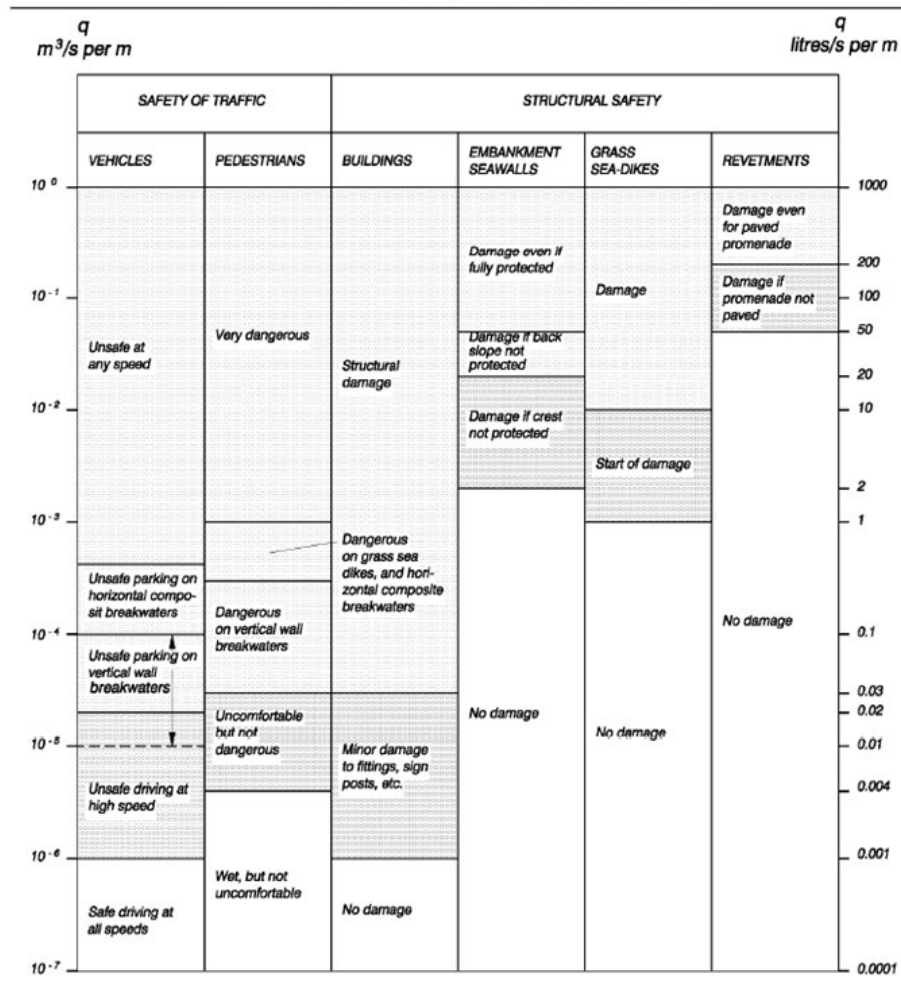 q
m³/s per m
q
litres/s per m
SAFETY OF TRAFFIC
STRUCTURAL SAFETY
VEHICLES
PEDESTRIANS
BUILDINGS
EMBANKMENT
SEAWALLS
GRASS
SEA-DIKES
REVETMENTS
10⁰
10⁻¹
10⁻²
10⁻³
10⁻⁴
10⁻⁵
10⁻⁶
10⁻⁷
Unsafe at
any speed
Unsafe parking on
horizontal compo-
sit breakwaters
Unsafe parking on
vertical wall
breakwaters
Unsafe driving at
high speed
Safe driving at
all speeds
Very dangerous
Dangerous
on grass sea
dikes, and hori-
zontal composite
breakwaters
Dangerous
on vertical wall
breakwaters
Uncomfortable
but not
dangerous
Wet, but not
uncomfortable
Structural
damage
Minor damage
to fittings, sign
posts, etc.
No damage
Damage even if
fully protected
Damage if back
slope not
protected
Damage if crest
not protected
No damage
Damage
Start of damage
No damage
Damage even
for paved
promenade
Damage if
promenade not
paved
No damage
1000
200
100
50
20
10
2
1
0.1
0.03
0.02
0.01
0.004
0.001
0.0001